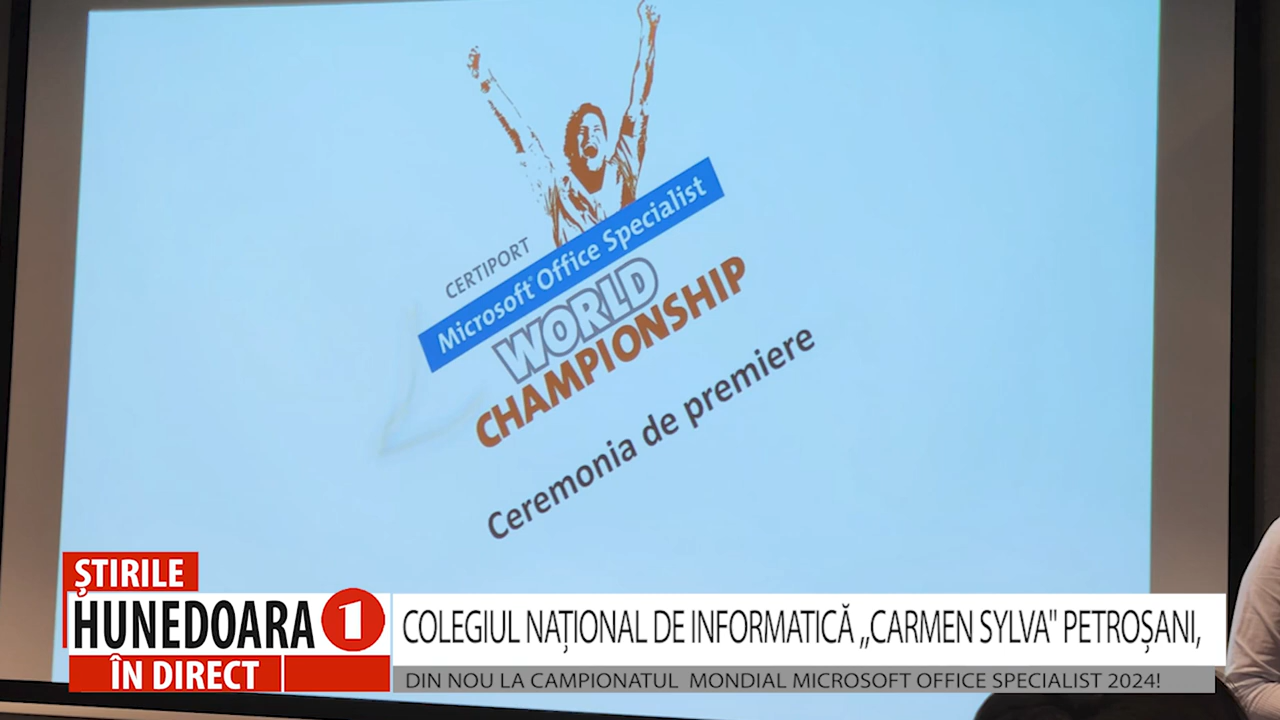 CERTIPORT
Microsoft Office Specialist
WORLD
CHAMPIONSHIP
Ceremonia de premiere
ȘTIRILE
HUNEDOARA 1
ÎN DIRECT
COLEGIUL NAȚIONAL DE INFORMATICĂ ,,CARMEN SYLVA" PETROȘANI,
DIN NOU LA CAMPIONATUL MONDIAL MICROSOFT OFFICE SPECIALIST 2024!